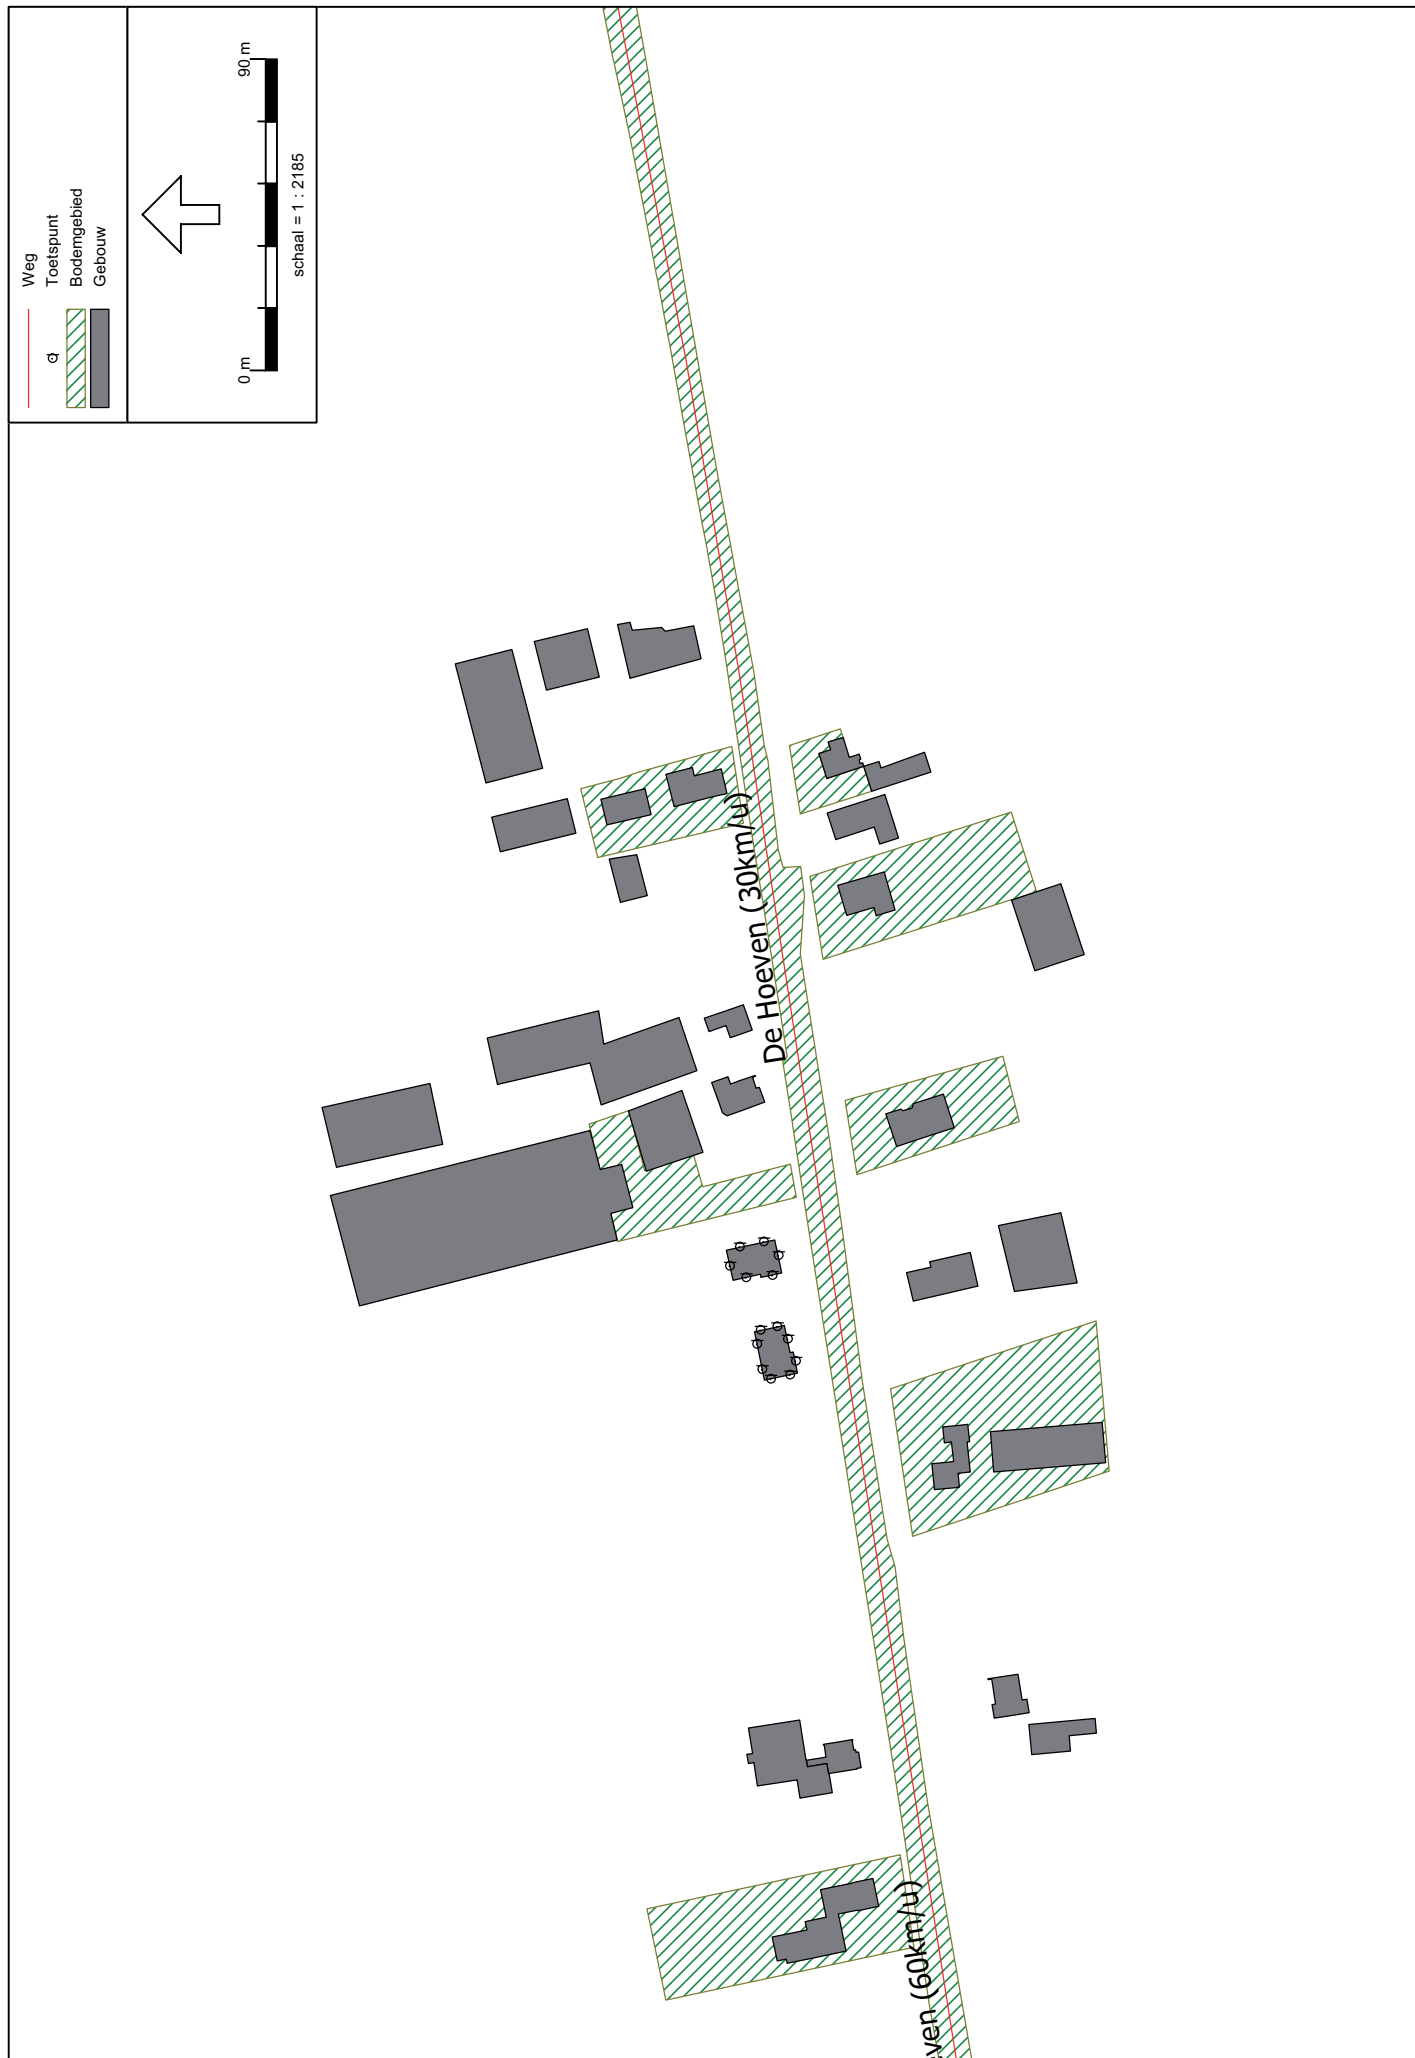 Weg
Toetspunt
Bodemgebied
Gebouw
0 m
90 m
schaal = 1 : 2185
De Hoeven (30km/u)
ven (60km/u)